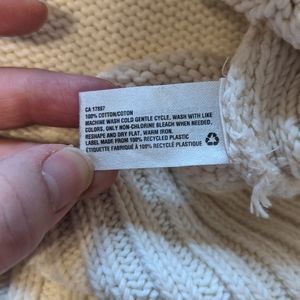 CA 17897
100% COTTON/COTON
MACHINE WASH COLD GENTLE CYCLE, WASH WITH LIKE
COLORS, ONLY NON-CHLORINE BLEACH WHEN NEEDED,
RESHAPE AND DRY FLAT, WARM IRON.
LABEL MADE FROM 100% RECYCLED PLASTIC
ÉTIQUETTE FABRIQUÉ À 100% RECYCLÉ PLASTIQUE